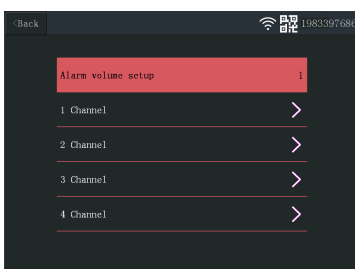 <Back 1983397686
Alarm volume setup 1
1 Channel
2 Channel
3 Channel
4 Channel